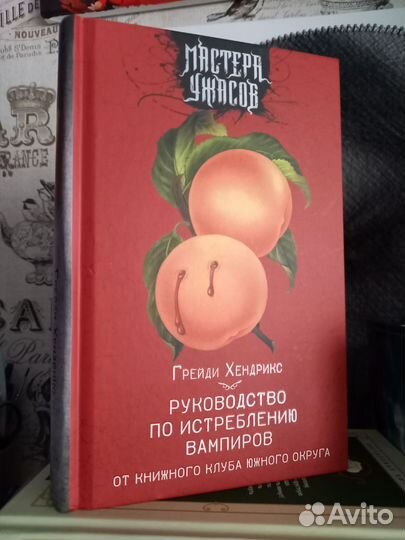 МАСТЕРА
УЖАСОВ
ГРЕЙДИ ХЕНДРИКС
РУКОВОДСТВО
ПО ИСТРЕБЛЕНИЮ
ВАМПИРОВ
ОТ КНИЖНОГО КЛУБА ЮЖНОГО ОКРУГА
Avito